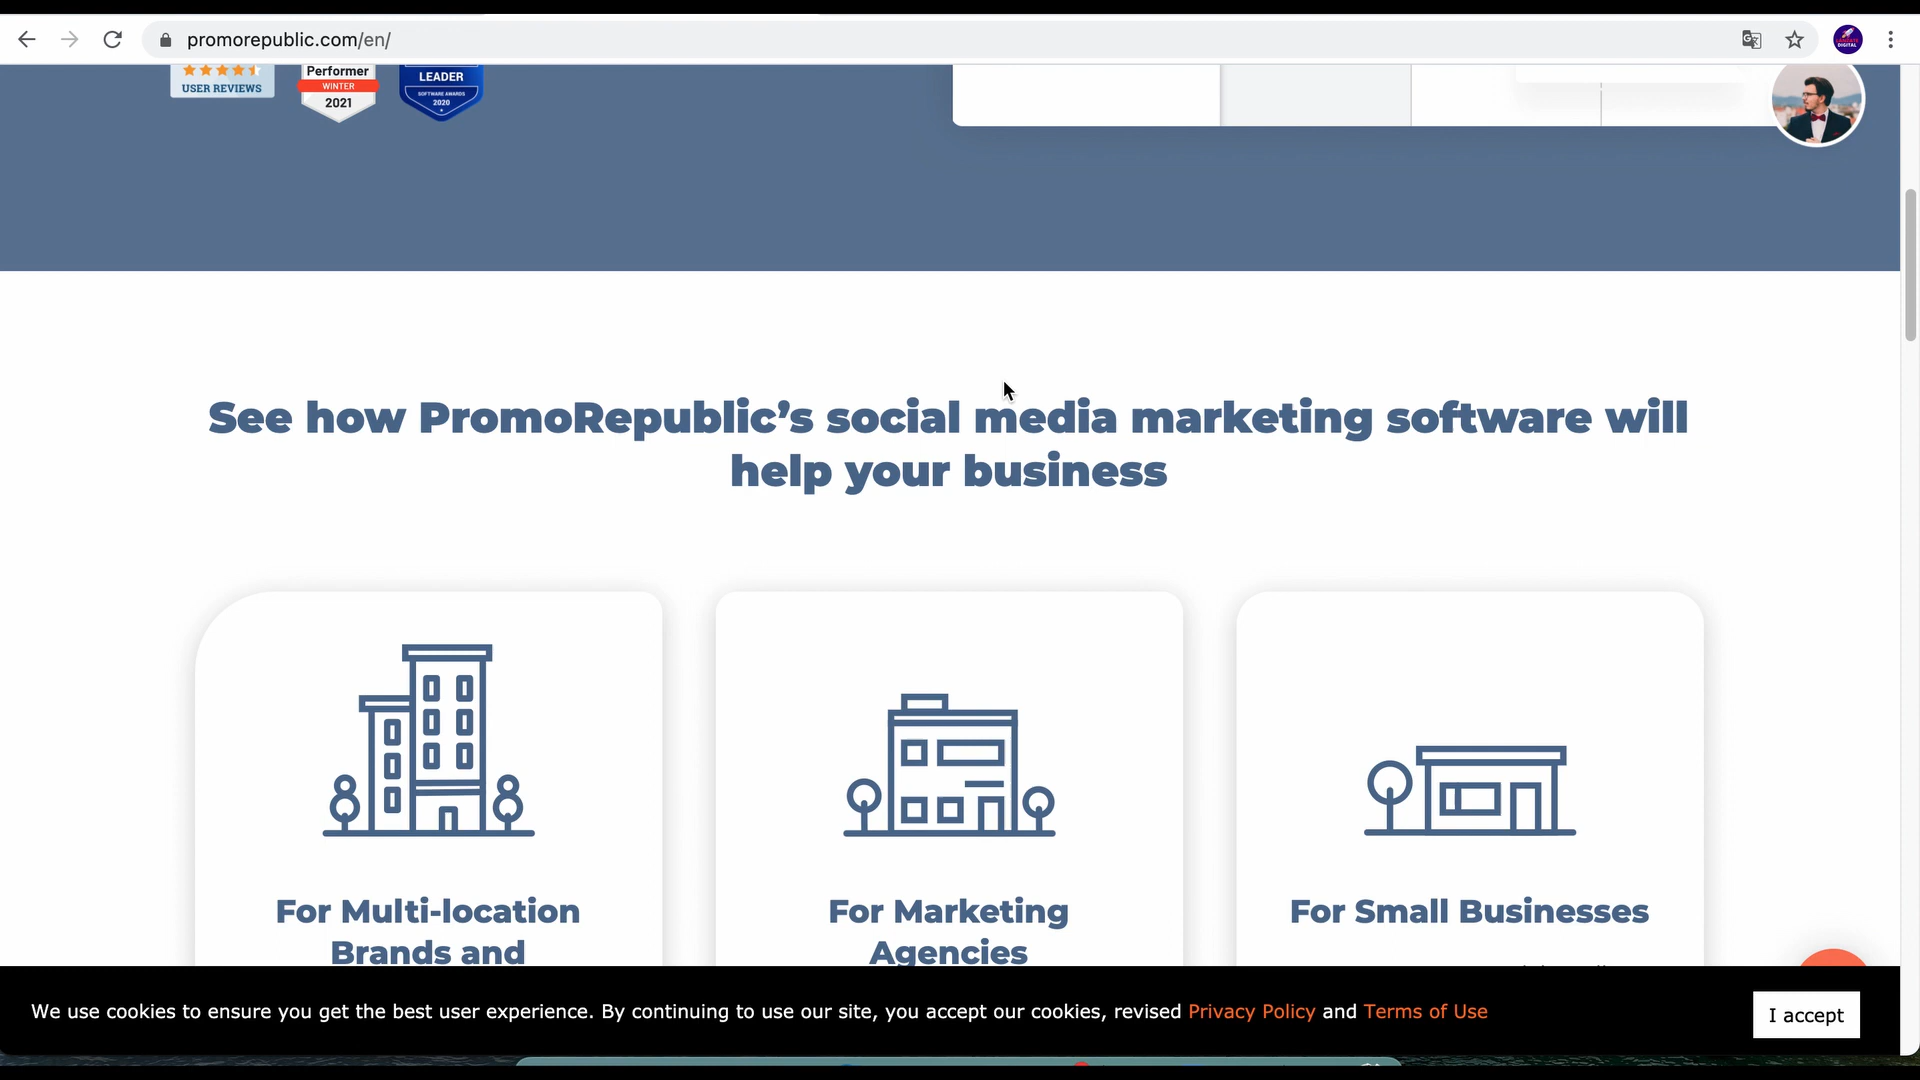 promorepublic.com/en/
USER REVIEWS
Performer
WINTER
2021
LEADER
SOFTWARE AWARDS
2020
See how PromoRepublic’s social media marketing software will
help your business
For Multi-location
Brands and
For Marketing
Agencies
For Small Businesses
We use cookies to ensure you get the best user experience. By continuing to use our site, you accept our cookies, revised Privacy Policy and Terms of Use
I accept